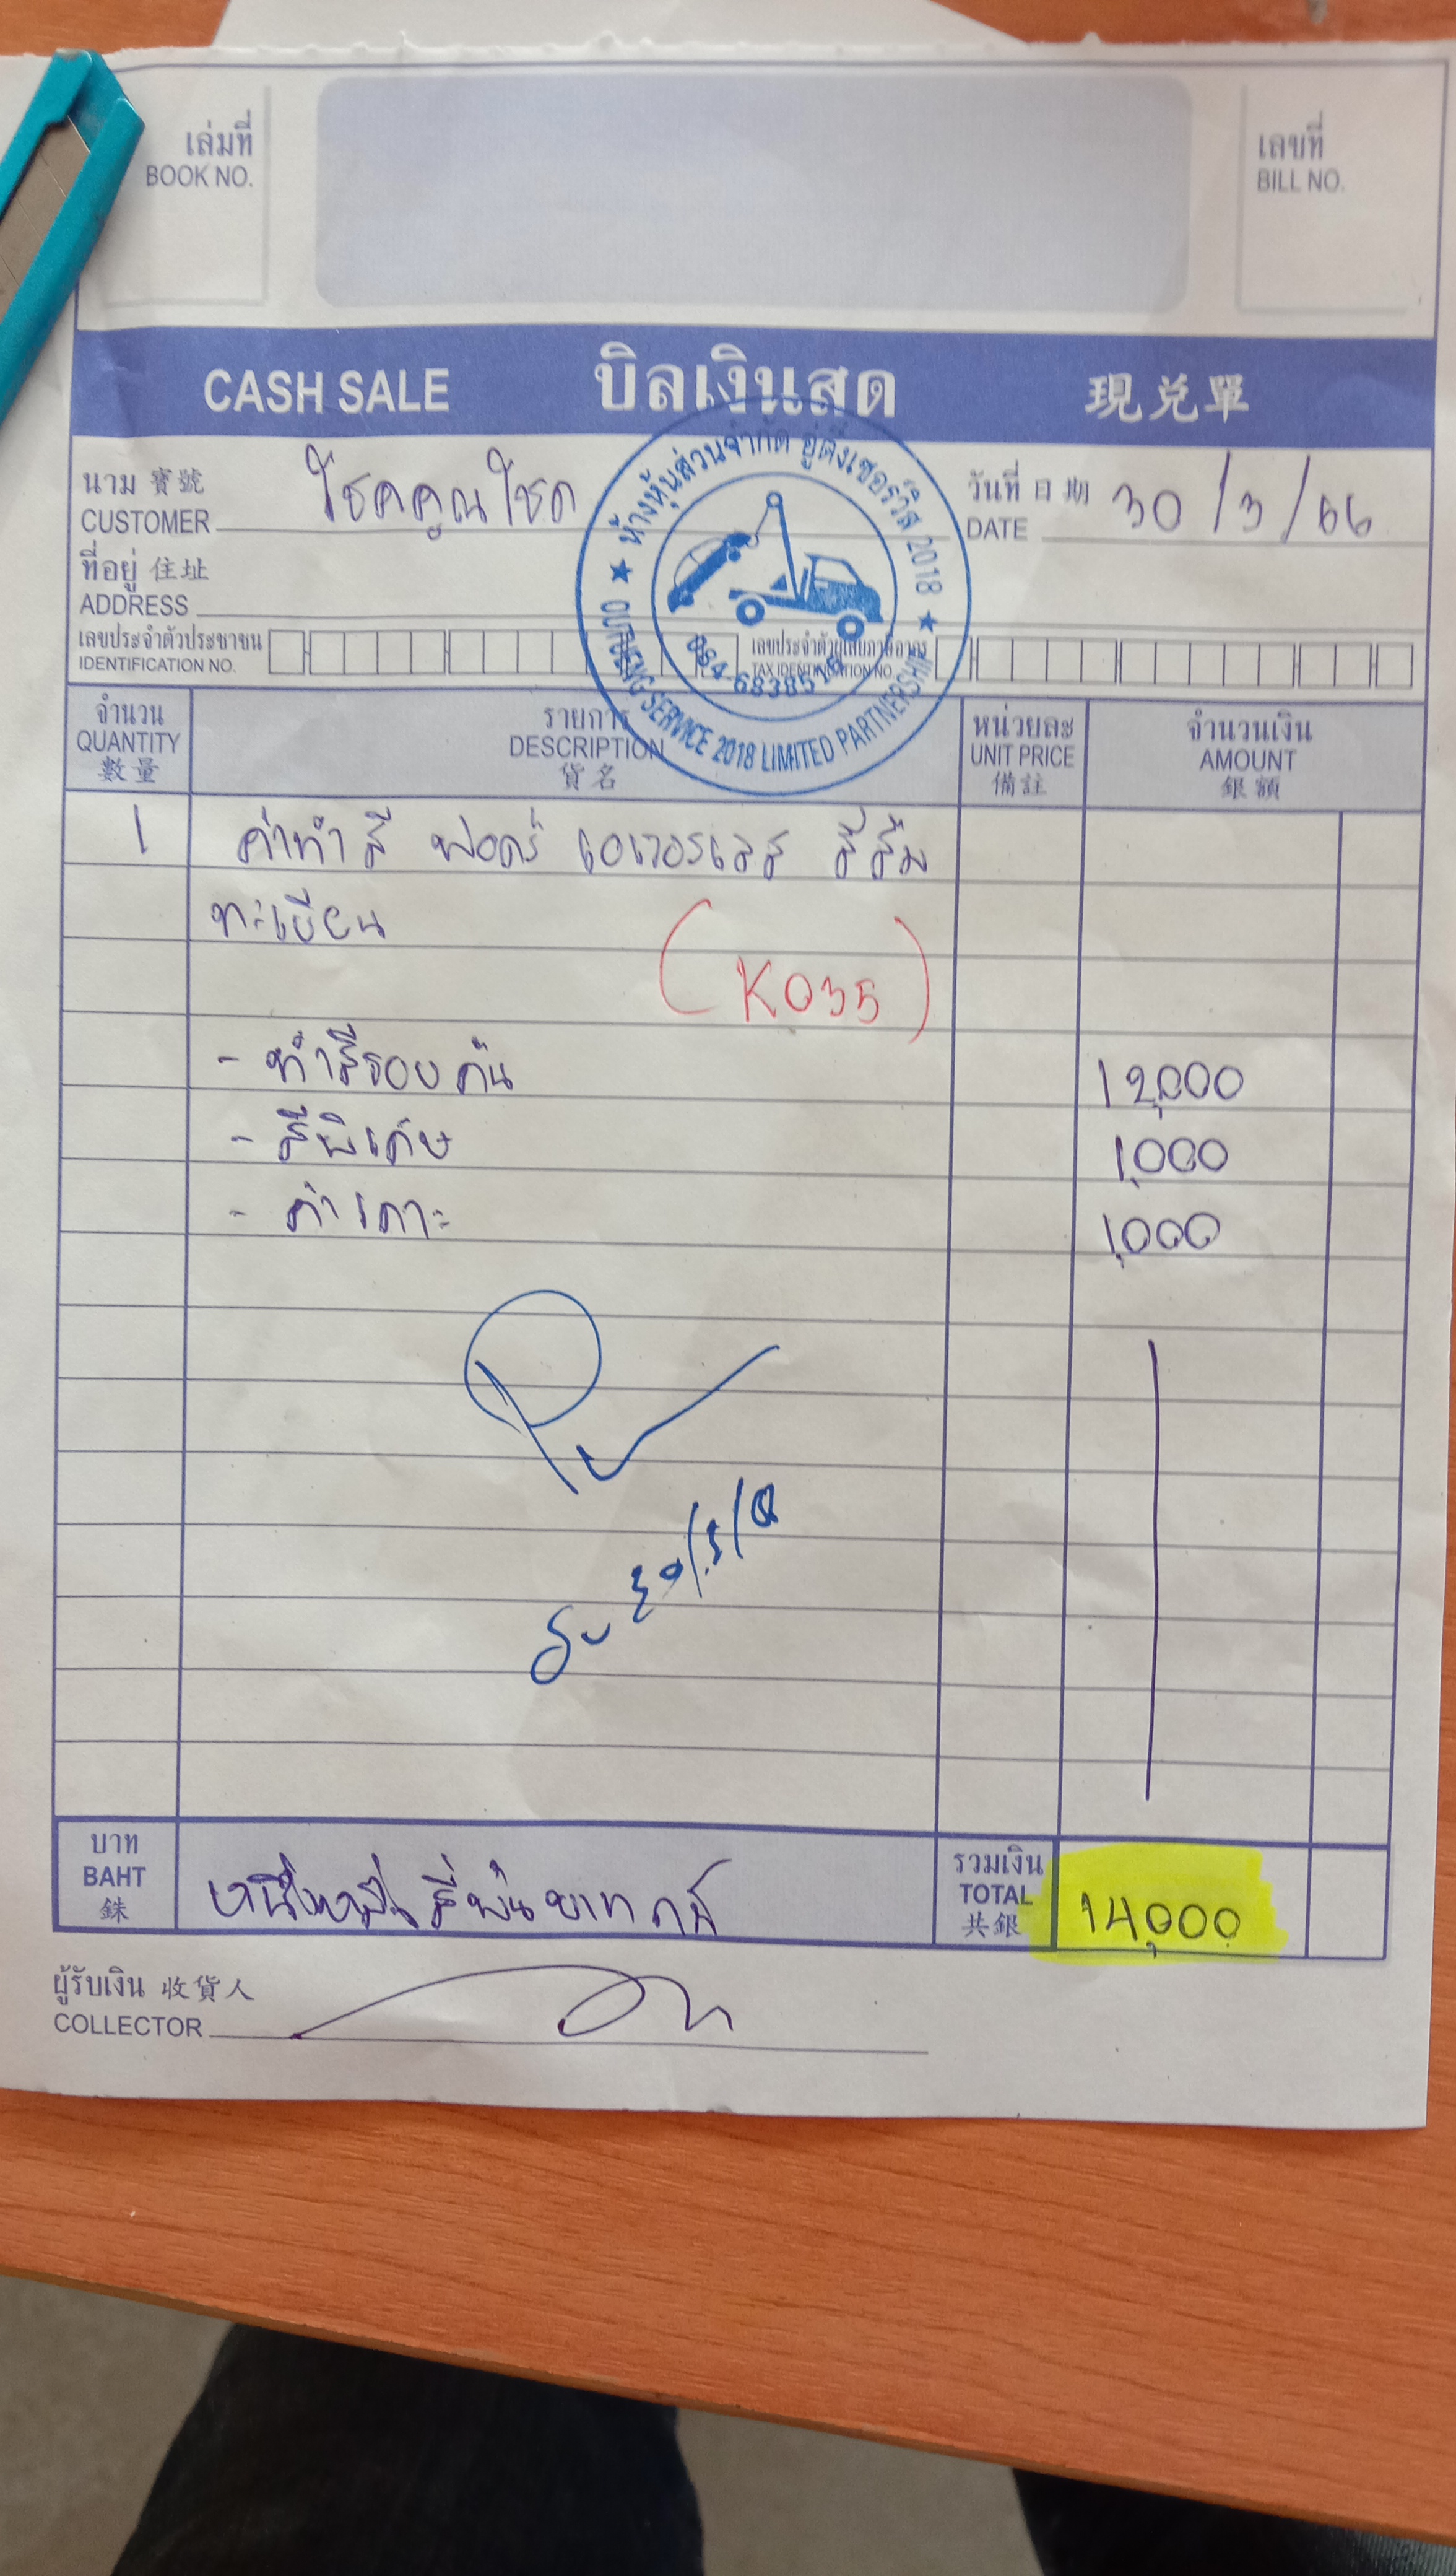 เล่มที่
BOOK NO.
เลขที่
BILL NO.
CASH SALE บิลเงินสด 現兑單
นาม 寳號
CUSTOMER โชคคูณโชค
วันที่ 日期
DATE 30/3/66
ที่อยู่ 住址
ADDRESS
เลขประจำตัวประชาชน
IDENTIFICATION NO.
เลขประจำตัวผู้เสียภาษีอากร
TAX IDENTIFICATION NO.
ห้างหุ้นส่วนจำกัด อู่ตึ๋งเซอร์วิส 2018
OUTUENG SERVICE 2018 LIMITED PARTNERSHIP
จำนวน
QUANTITY
數量
รายการ
DESCRIPTION
貨名
หน่วยละ
UNIT PRICE
備註
จำนวนเงิน
AMOUNT
銀額
1 ค่าทำสี ฟอดร์ เอเวอรเรส สีส้ม
ทะเบียน
(K035)
- ทำสีรอบคัน 12,000
- สีพิเศษ 1,000
- ค่าเคาะ 1,000
บาท
BAHT
銖
หนึ่งหมื่นสี่พันบาทถ้วน
รวมเงิน
TOTAL
共銀
14,000
ผู้รับเงิน 收貨人
COLLECTOR